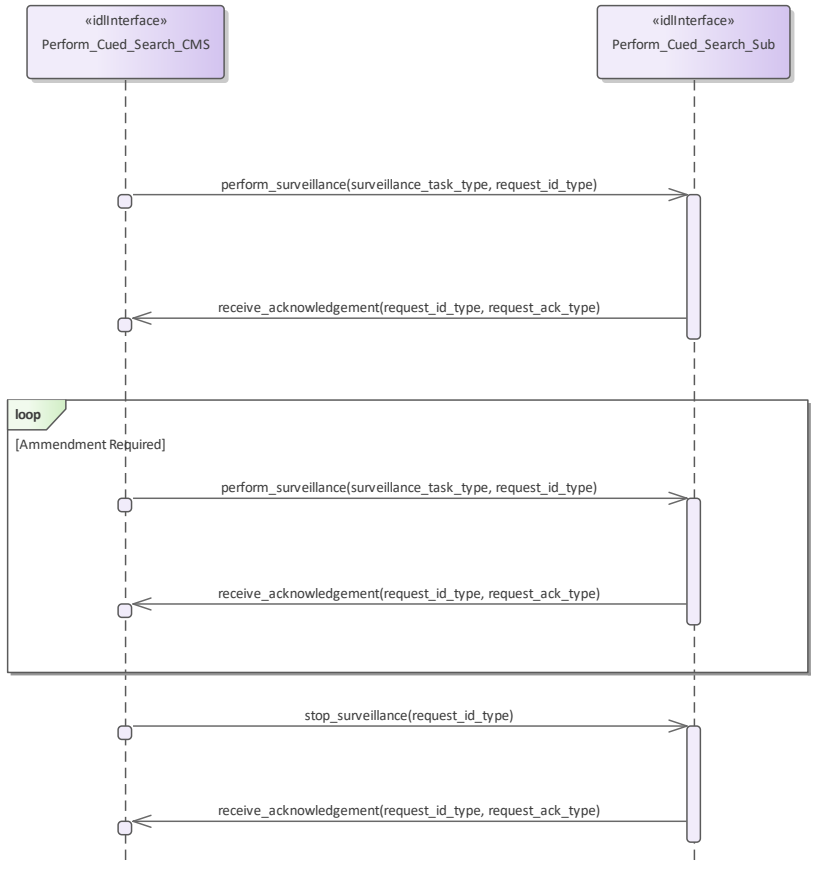 «idlInterface»
Perform_Cued_Search_CMS
«idlInterface»
Perform_Cued_Search_Sub
perform_surveillance(surveillance_task_type, request_id_type)
receive_acknowledgement(request_id_type, request_ack_type)
loop
[Ammendment Required]
perform_surveillance(surveillance_task_type, request_id_type)
receive_acknowledgement(request_id_type, request_ack_type)
stop_surveillance(request_id_type)
receive_acknowledgement(request_id_type, request_ack_type)